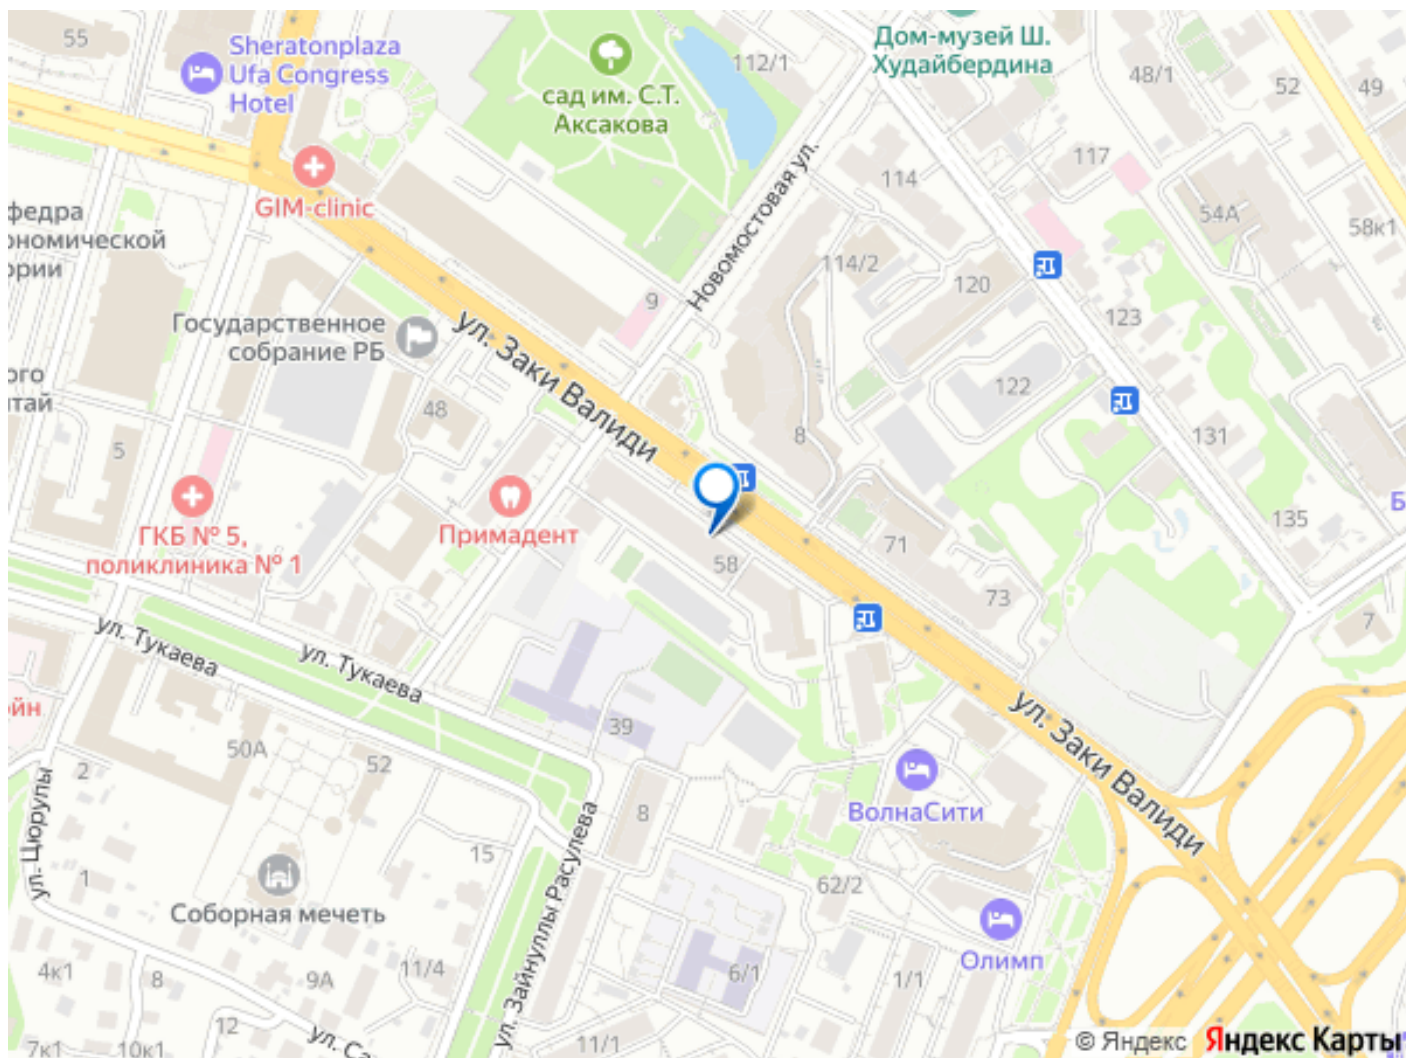 55
Sheratonplaza
Ufa Congress
Hotel
сад им. С.Т.
Аксакова
112/1
Дом-музей Ш.
Худайбердина
48/1
52
49
GIM-clinic
Новомостовая ул.
114
117
54А
58к1
федра
ономической
ории
114/2
120
123
9
Государственное
собрание РБ
ул. Заки Валиди
122
ого
тай
48
8
131
5
135
Б
Примадент
ГКБ № 5,
поликлиника № 1
58
71
73
7
ул. Тукаева
ул. Тукаева
ул. Заки Валиди
ойн
39
50А
52
2
ул. Цюрупы
ВолнаСити
8
15
ул. Зайнуллы Расулева
1
62/2
Соборная мечеть
Олимп
4к1
8
9А
11/4
6/1
1/1
12
7к1
10к1
ул. Са
11/1
© Яндекс Яндекс Карты